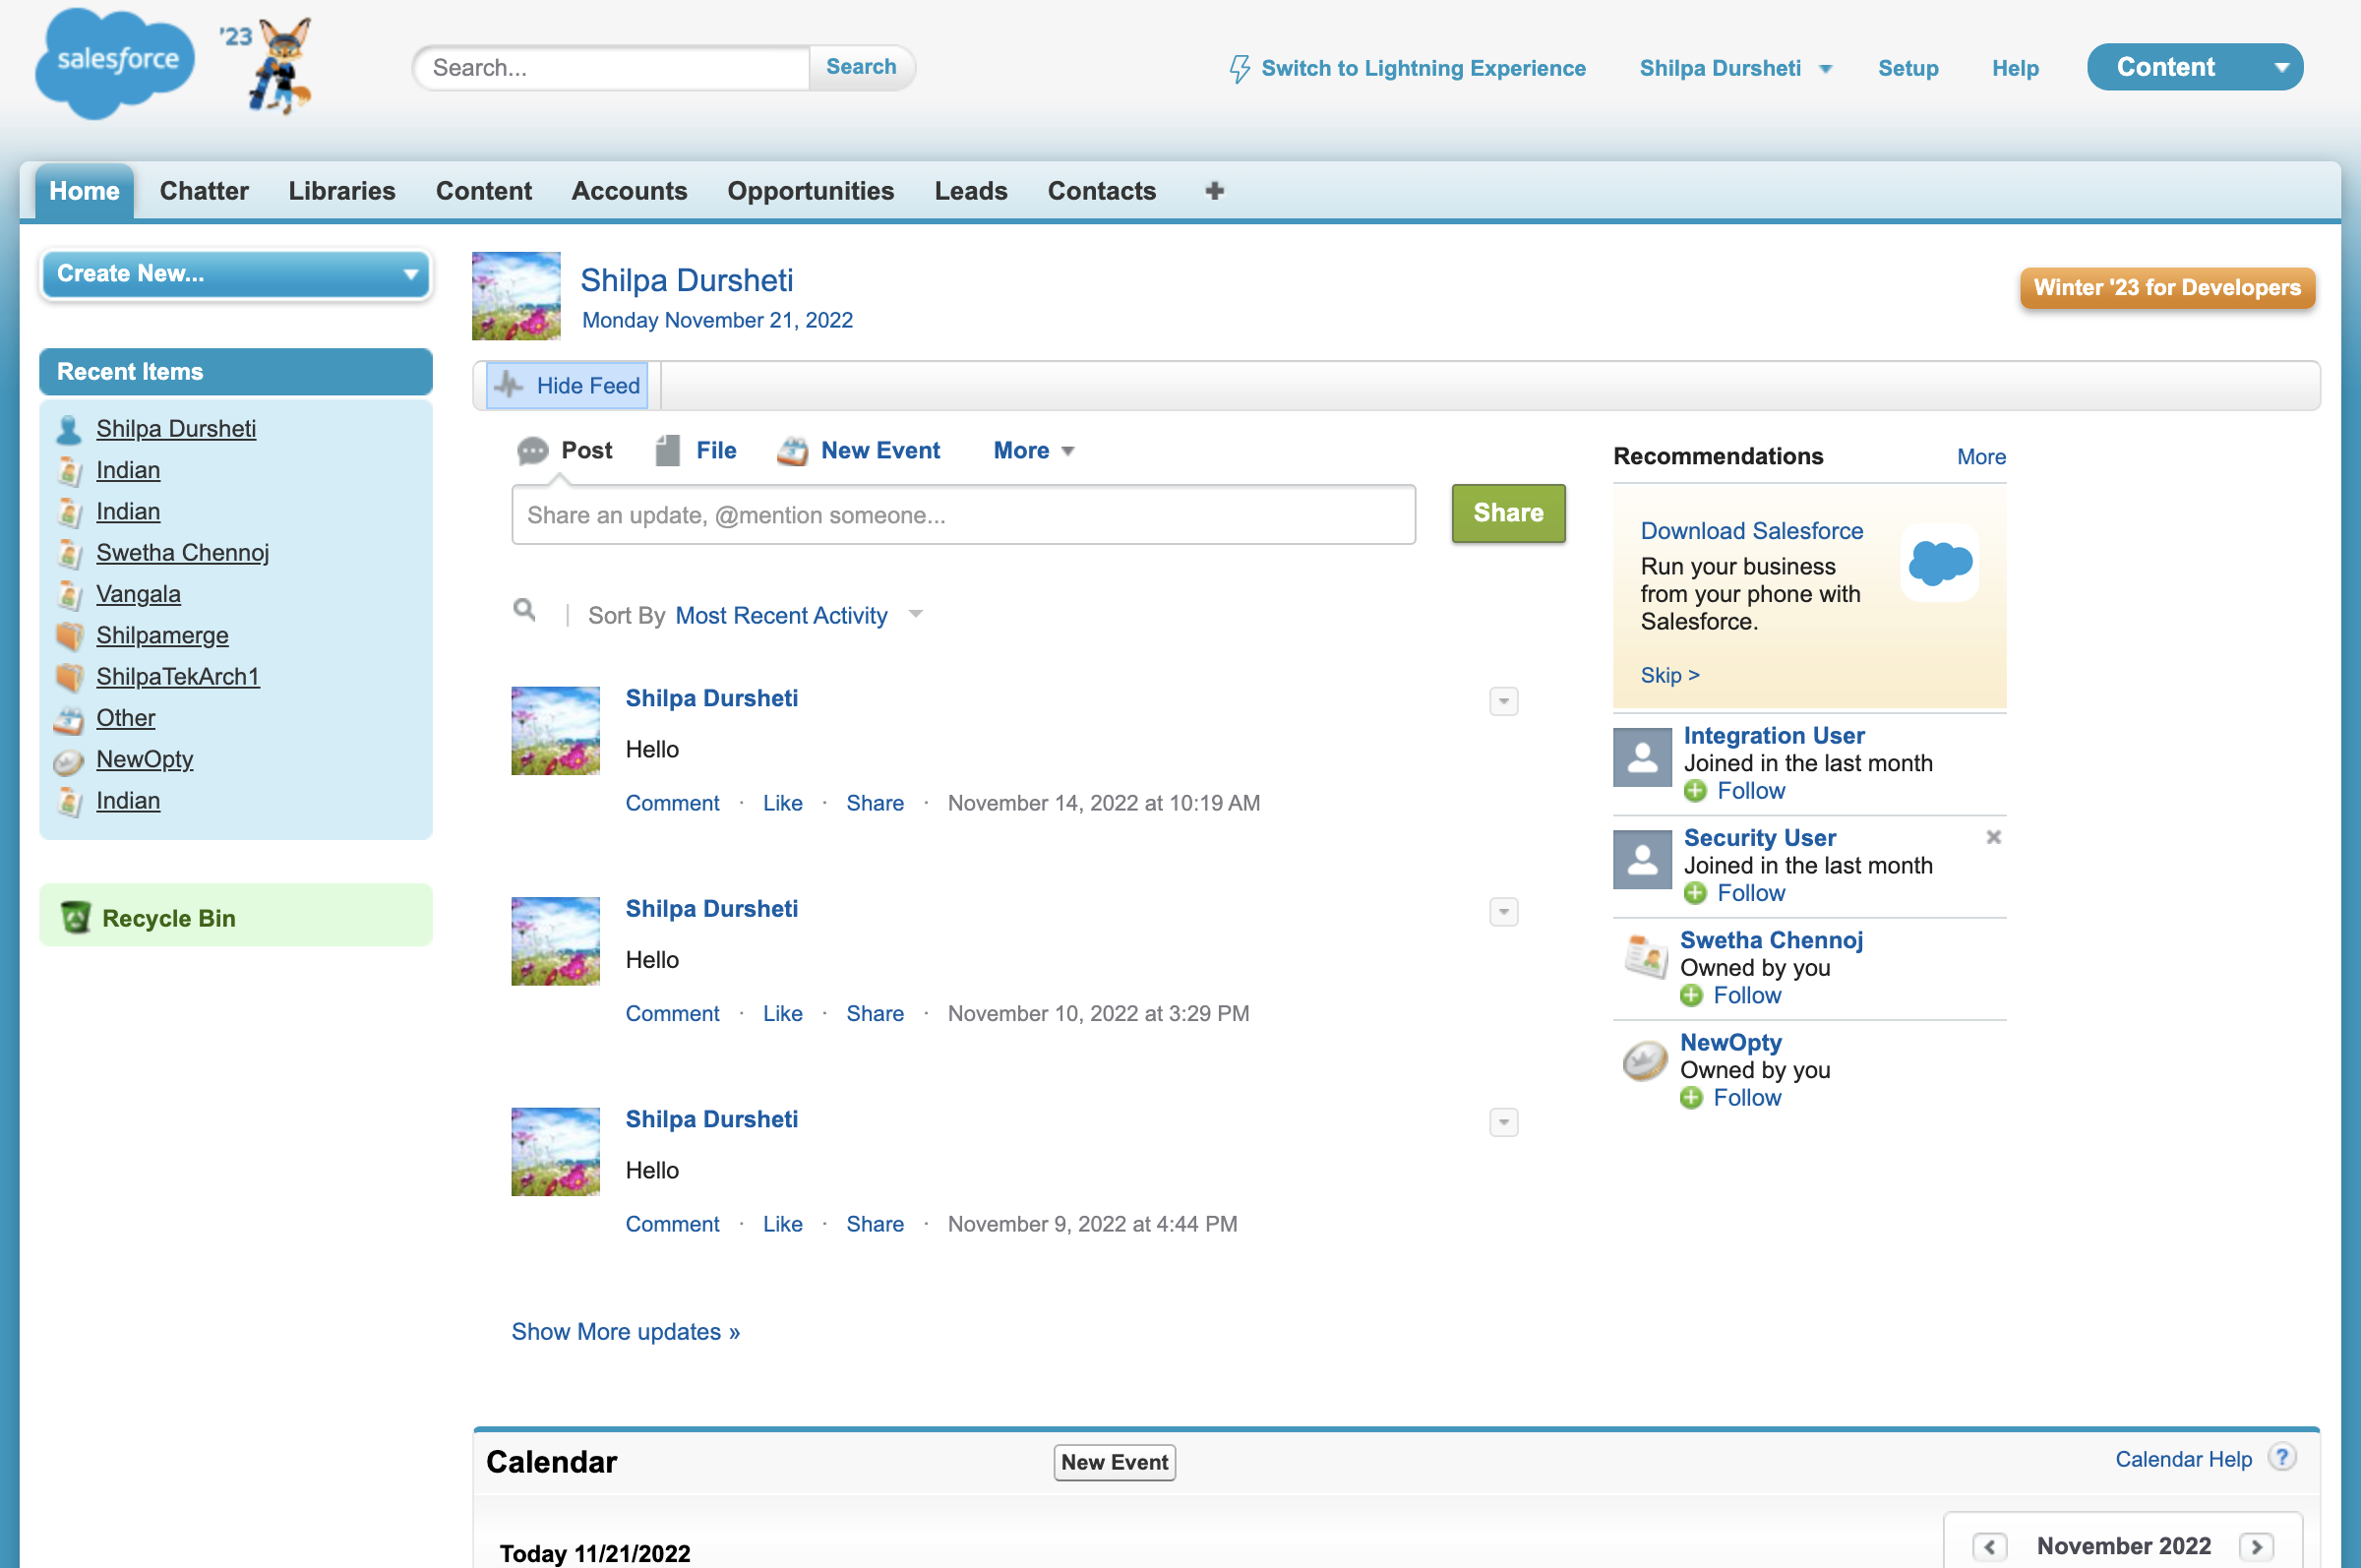 salesforce
'23
Search...
Search
Switch to Lightning Experience
Shilpa Dursheti
Setup
Help
Content
Home
Chatter
Libraries
Content
Accounts
Opportunities
Leads
Contacts
Create New...
Recent Items
Shilpa Dursheti
Indian
Indian
Swetha Chennoj
Vangala
Shilpamerge
ShilpaTekArch1
Other
NewOpty
Indian
Recycle Bin
Shilpa Dursheti
Monday November 21, 2022
Winter '23 for Developers
Hide Feed
Post
File
New Event
More
Share an update, @mention someone...
Share
Sort By Most Recent Activity
Shilpa Dursheti
Hello
Comment · Like · Share · November 14, 2022 at 10:19 AM
Shilpa Dursheti
Hello
Comment · Like · Share · November 10, 2022 at 3:29 PM
Shilpa Dursheti
Hello
Comment · Like · Share · November 9, 2022 at 4:44 PM
Show More updates »
Recommendations
More
Download Salesforce
Run your business
from your phone with
Salesforce.
Skip >
Integration User
Joined in the last month
Follow
Security User
Joined in the last month
Follow
Swetha Chennoj
Owned by you
Follow
NewOpty
Owned by you
Follow
Calendar
New Event
Calendar Help ?
Today 11/21/2022
November 2022